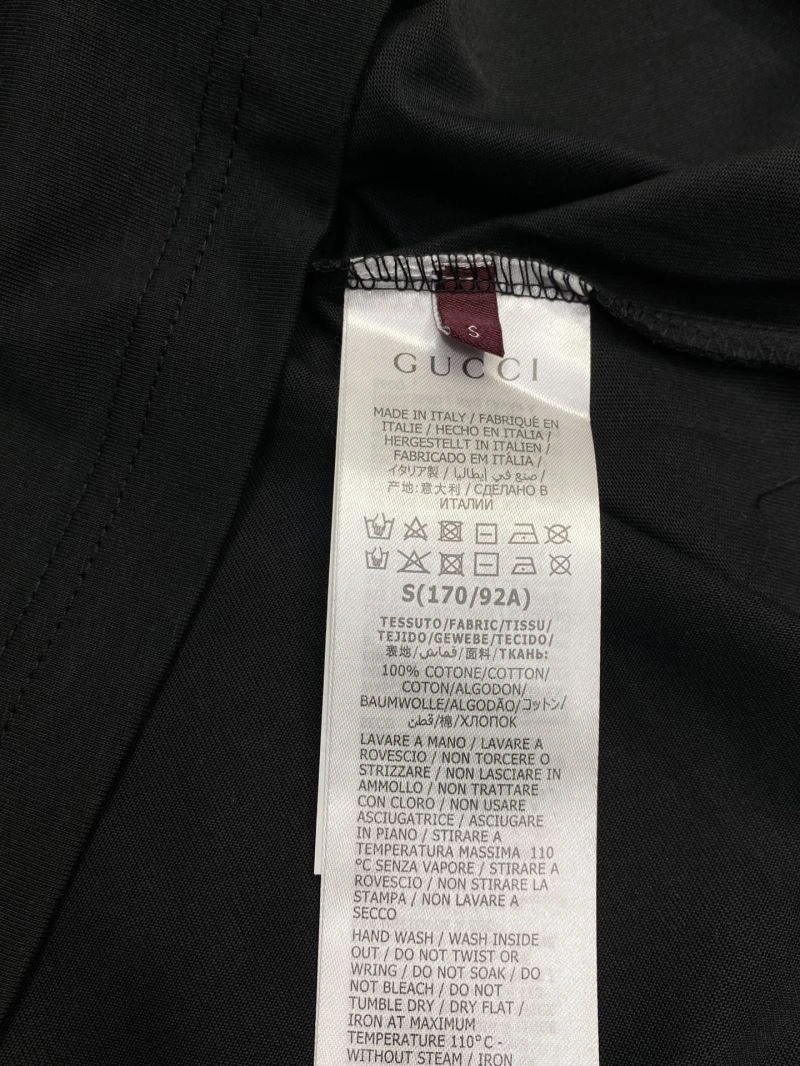 S
GUCCI
MADE IN ITALY / FABRIQUÉ EN
ITALIE / HECHO EN ITALIA /
HERGESTELLT IN ITALIEN /
FABRICADO EM ITÁLIA /
イタリア製 / صنع في إيطاليا /
产地:意大利 / СДЕЛАНО В
ИТАЛИИ
S(170/92A)
TESSUTO/FABRIC/TISSU/
TEJIDO/GEWEBE/TECIDO/
表地/قماش/面料/ТКАНЬ:
100% COTONE/COTTON/
COTON/ALGODON/
BAUMWOLLE/ALGODÃO/コットン/
قطن/棉/ХЛОПОК
LAVARE A MANO / LAVARE A
ROVESCIO / NON TORCERE O
STRIZZARE / NON LASCIARE IN
AMMOLLO / NON TRATTARE
CON CLORO / NON USARE
ASCIUGATRICE / ASCIUGARE
IN PIANO / STIRARE A
TEMPERATURA MASSIMA 110
°C SENZA VAPORE / STIRARE A
ROVESCIO / NON STIRARE LA
STAMPA / NON LAVARE A
SECCO
HAND WASH / WASH INSIDE
OUT / DO NOT TWIST OR
WRING / DO NOT SOAK / DO
NOT BLEACH / DO NOT
TUMBLE DRY / DRY FLAT /
IRON AT MAXIMUM
TEMPERATURE 110°C -
WITHOUT STEAM / IRON